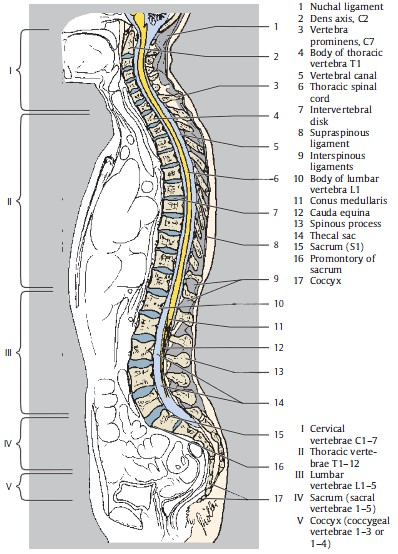 1 Nuchal ligament
2 Dens axis, C2
3 Vertebra
prominens, C7
4 Body of thoracic
vertebra T1
5 Vertebral canal
6 Thoracic spinal
cord
7 Intervertebral
disk
8 Supraspinous
ligament
9 Interspinous
ligaments
10 Body of lumbar
vertebra L1
11 Conus medullaris
12 Cauda equina
13 Spinous process
14 Thecal sac
15 Sacrum (S1)
16 Promontory of
sacrum
17 Coccyx
I Cervical
vertebrae C1–7
II Thoracic verte-
brae T1–12
III Lumbar
vertebrae L1–5
IV Sacrum (sacral
vertebrae 1–5)
V Coccyx (coccygeal
vertebrae 1–3 or
1–4)
I
II
III
IV
V
1
2
3
4
5
6
7
8
9
10
11
12
13
14
15
16
17